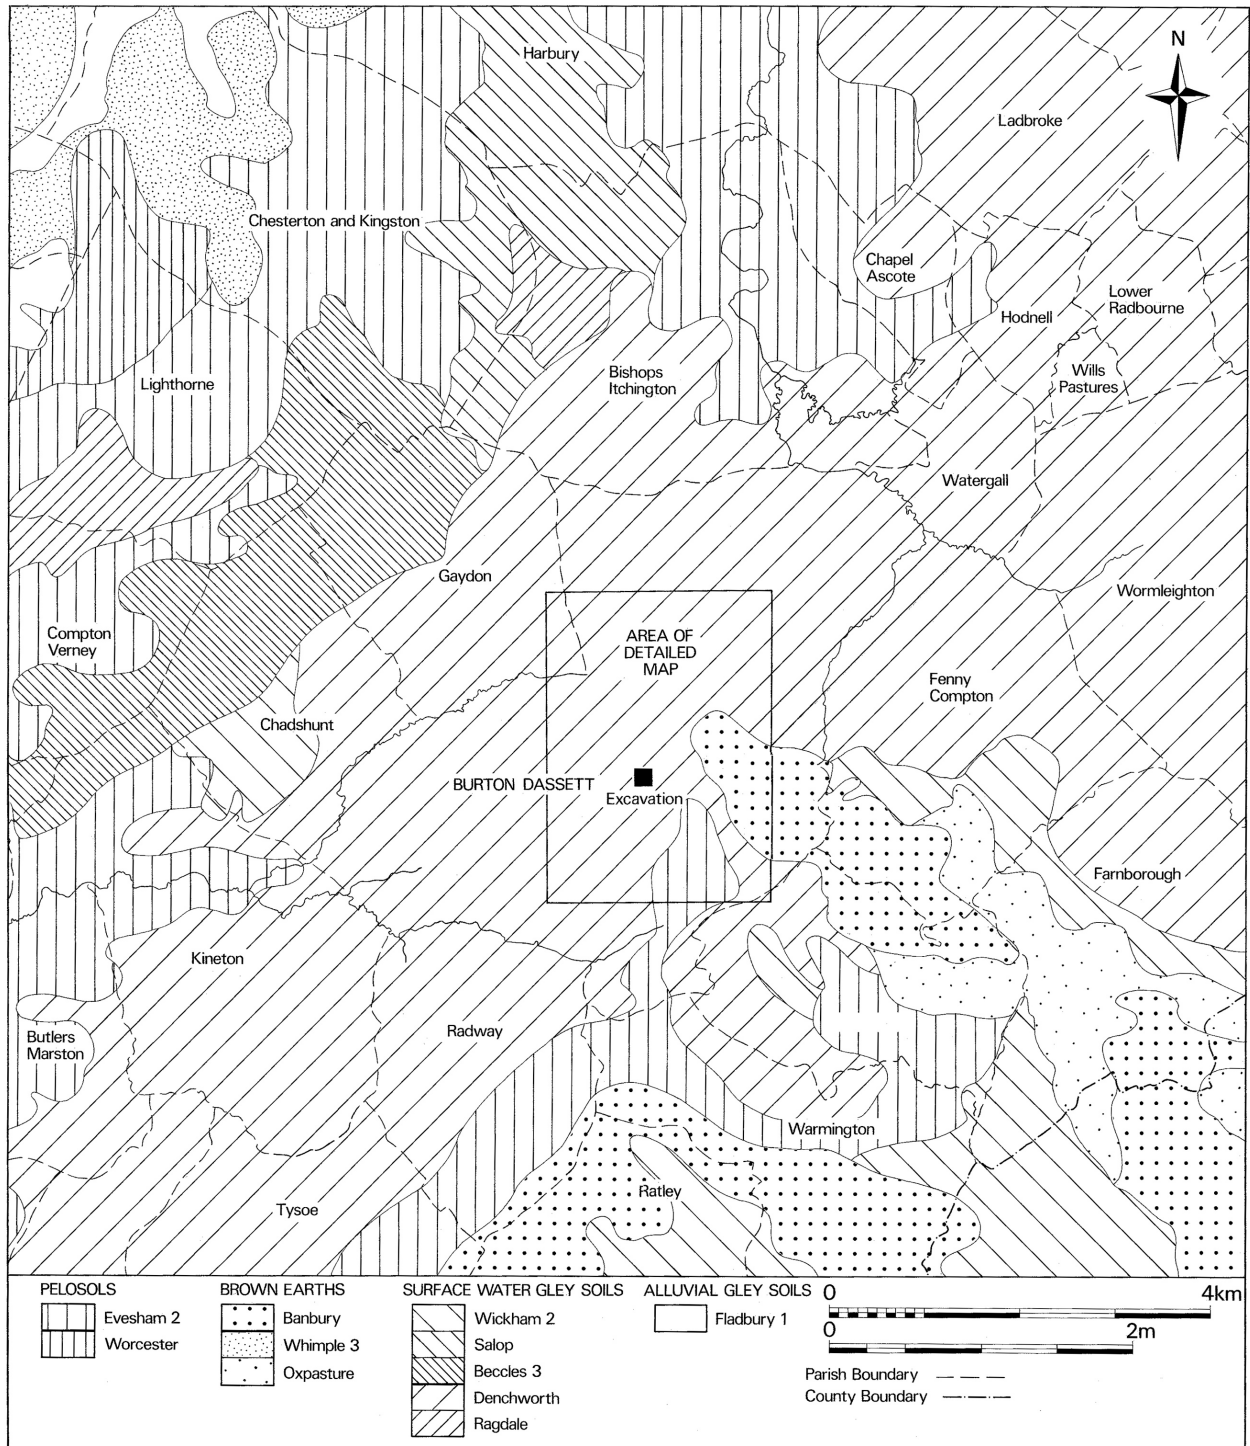 Harbury
N
Ladbroke
Chesterton and Kingston
Chapel
Ascote
Lower
Radbourne
Hodnell
Bishops
Itchington
Wills
Pastures
Lighthorne
Watergall
Gaydon
Wormleighton
AREA OF
DETAILED
MAP
Compton
Verney
Fenny
Compton
Chadshunt
BURTON DASSETT
Excavation
Farnborough
Kineton
Radway
Butlers
Marston
Warmington
Ratley
Tysoe
PELOSOLS
Evesham 2
Worcester
BROWN EARTHS
Banbury
Whimple 3
Oxpasture
SURFACE WATER GLEY SOILS
Wickham 2
Salop
Beccles 3
Denchworth
Ragdale
ALLUVIAL GLEY SOILS
Fladbury 1
0 4km
0 2m
Parish Boundary
County Boundary